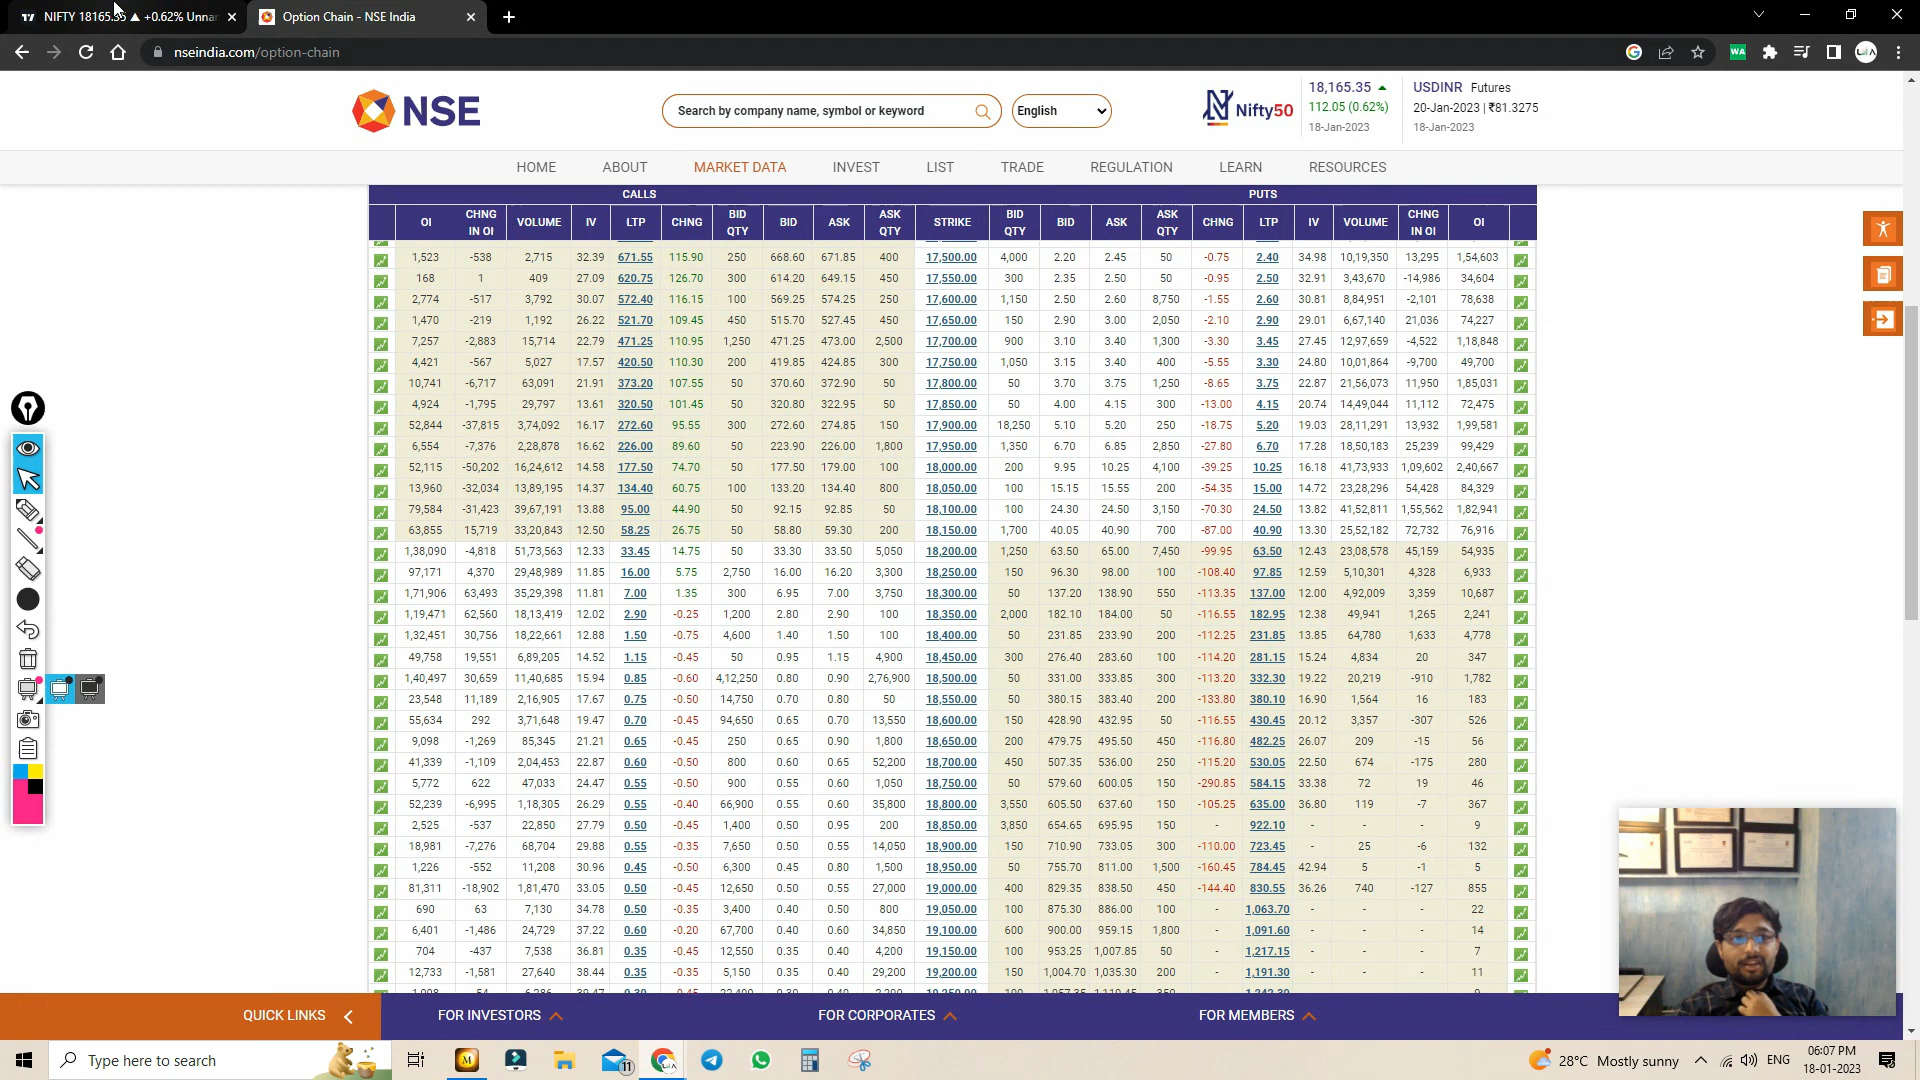 NIFTY 18165.35 ▲ +0.62% Unnar
Option Chain - NSE India
nseindia.com/option-chain
NSE
Search by company name, symbol or keyword
English
Nifty50
18,165.35
112.05 (0.62%)
18-Jan-2023
USDINR Futures
20-Jan-2023 | ₹81.3275
18-Jan-2023
HOME ABOUT MARKET DATA INVEST LIST TRADE REGULATION LEARN RESOURCES
CALLS PUTS
OI CHNG IN OI VOLUME IV LTP CHNG BID QTY BID ASK ASK QTY STRIKE BID QTY BID ASK ASK QTY CHNG LTP IV VOLUME CHNG IN OI OI
1,523 -538 2,715 32.39 671.55 115.90 250 668.60 671.85 400 17,500.00 4,000 2.20 2.45 50 -0.75 2.40 34.98 10,19,350 13,295 1,54,603
168 1 409 27.09 620.75 126.70 300 614.20 649.15 450 17,550.00 300 2.35 2.50 50 -0.95 2.50 32.91 3,43,670 -14,986 34,604
2,774 -517 3,792 30.07 572.40 116.15 100 569.25 574.25 250 17,600.00 1,150 2.50 2.60 8,750 -1.55 2.60 30.81 8,84,951 -2,101 78,638
1,470 -219 1,192 26.22 521.70 109.45 450 515.70 527.45 450 17,650.00 150 2.90 3.00 2,050 -2.10 2.90 29.01 6,67,140 21,036 74,227
7,257 -2,883 15,714 22.79 471.25 110.95 1,250 471.25 473.00 2,500 17,700.00 900 3.10 3.40 1,300 -3.30 3.45 27.45 12,97,659 -4,522 1,18,848
4,421 -567 5,027 17.57 420.50 110.30 200 419.85 424.85 300 17,750.00 1,050 3.15 3.40 400 -5.55 3.30 24.80 10,01,864 -9,700 49,700
10,741 -6,717 63,091 21.91 373.20 107.55 50 370.60 372.90 50 17,800.00 50 3.70 3.75 1,250 -8.65 3.75 22.87 21,56,073 11,950 1,85,031
4,924 -1,795 29,797 13.61 320.50 101.45 50 320.80 322.95 50 17,850.00 50 4.00 4.15 300 -13.00 4.15 20.74 14,49,044 11,112 72,475
52,844 -37,815 3,74,092 16.17 272.60 95.55 300 272.60 274.85 150 17,900.00 18,250 5.10 5.20 250 -18.75 5.20 19.03 28,11,291 13,932 1,99,581
6,554 -7,376 2,28,878 16.62 226.00 89.60 50 223.90 226.00 1,800 17,950.00 1,350 6.70 6.85 2,850 -27.80 6.70 17.28 18,50,183 25,239 99,429
52,115 -50,202 16,24,612 14.58 177.50 74.70 50 177.50 179.00 100 18,000.00 200 9.95 10.25 4,100 -39.25 10.25 16.18 41,73,933 1,09,602 2,40,667
13,960 -32,034 13,89,195 14.37 134.40 60.75 100 133.20 134.40 800 18,050.00 100 15.15 15.55 200 -54.35 15.00 14.72 23,28,296 54,428 84,329
79,584 -31,423 39,67,191 13.88 95.00 44.90 50 92.15 92.85 50 18,100.00 100 24.30 24.50 3,150 -70.30 24.50 13.82 41,52,811 1,55,562 1,82,941
63,855 15,719 33,20,843 12.50 58.25 26.75 50 58.80 59.30 200 18,150.00 1,700 40.05 40.90 700 -87.00 40.90 13.30 25,52,182 72,732 76,916
1,38,090 -4,818 51,73,563 12.33 33.45 14.75 50 33.30 33.50 5,050 18,200.00 1,250 63.50 65.00 7,450 -99.95 63.50 12.43 23,08,578 45,159 54,935
97,171 4,370 29,48,989 11.85 16.00 5.75 2,750 16.00 16.20 3,300 18,250.00 150 96.30 98.00 100 -108.40 97.85 12.59 5,10,301 4,328 6,933
1,71,906 63,493 35,29,398 11.81 7.00 1.35 300 6.95 7.00 3,750 18,300.00 50 137.20 138.90 550 -113.35 137.00 12.00 4,92,009 3,359 10,687
1,19,471 62,560 18,13,419 12.02 2.90 -0.25 1,200 2.80 2.90 100 18,350.00 2,000 182.10 184.00 50 -116.55 182.95 12.38 49,941 1,265 2,241
1,32,451 30,756 18,22,661 12.88 1.50 -0.75 4,600 1.40 1.50 100 18,400.00 50 231.85 233.90 200 -112.25 231.85 13.85 64,780 1,633 4,778
49,758 19,551 6,89,205 14.52 1.15 -0.45 50 0.95 1.15 4,900 18,450.00 300 276.40 283.60 100 -114.20 281.15 15.24 4,834 20 347
1,40,497 30,659 11,40,685 15.94 0.85 -0.60 4,12,250 0.80 0.90 2,76,900 18,500.00 50 331.00 333.85 300 -113.20 332.30 19.22 20,219 -910 1,782
23,548 11,189 2,16,905 17.67 0.75 -0.50 14,750 0.70 0.80 50 18,550.00 50 380.15 383.40 200 -133.80 380.10 16.90 1,564 16 183
55,634 292 3,71,648 19.47 0.70 -0.45 94,650 0.65 0.70 13,550 18,600.00 150 428.90 432.95 50 -116.55 430.45 20.12 3,357 -307 526
9,098 -1,269 85,345 21.21 0.65 -0.45 250 0.65 0.90 1,800 18,650.00 200 479.75 495.50 450 -116.80 482.25 26.07 209 -15 56
41,339 -1,109 2,04,453 22.87 0.60 -0.50 800 0.60 0.65 52,200 18,700.00 450 507.35 536.00 250 -115.20 530.05 22.50 674 -175 280
5,772 622 47,033 24.47 0.55 -0.50 900 0.55 0.60 1,050 18,750.00 50 579.60 600.05 150 -290.85 584.15 33.38 72 19 46
52,239 -6,995 1,18,305 26.29 0.55 -0.40 66,900 0.55 0.60 35,800 18,800.00 3,550 605.50 637.60 150 -105.25 635.00 36.80 119 -7 367
2,525 -537 22,850 27.79 0.50 -0.45 1,400 0.50 0.95 200 18,850.00 3,850 654.65 695.95 150 - 922.10 - - - 9
18,981 -7,276 68,704 29.88 0.55 -0.35 7,650 0.50 0.55 14,050 18,900.00 150 710.90 733.05 300 -110.00 723.45 - 25 -6 132
1,226 -552 11,208 30.96 0.45 -0.45 6,300 0.45 0.80 1,500 18,950.00 50 755.70 811.00 1,500 -160.45 784.45 42.94 5 -1 5
81,311 -18,902 1,81,470 33.05 0.50 -0.45 12,650 0.50 0.55 27,000 19,000.00 400 829.35 838.50 450 -144.40 830.55 36.26 740 -127 855
690 63 7,130 34.78 0.50 -0.35 3,400 0.40 0.50 800 19,050.00 100 875.30 886.00 100 - 1,063.70 - - - 22
6,401 -1,486 24,729 37.22 0.60 -0.20 67,700 0.40 0.60 34,850 19,100.00 600 900.00 959.15 1,800 - 1,091.60 - - - 14
704 -437 7,538 36.81 0.35 -0.45 12,550 0.35 0.40 4,200 19,150.00 100 953.25 1,007.85 50 - 1,217.15 - - - 7
12,733 -1,581 27,640 38.44 0.35 -0.35 5,150 0.35 0.40 29,200 19,200.00 150 1,004.70 1,035.30 200 - 1,191.30 - - - 11
QUICK LINKS FOR INVESTORS FOR CORPORATES FOR MEMBERS
Type here to search
11
28°C Mostly sunny
ENG
06:07 PM
18-01-2023